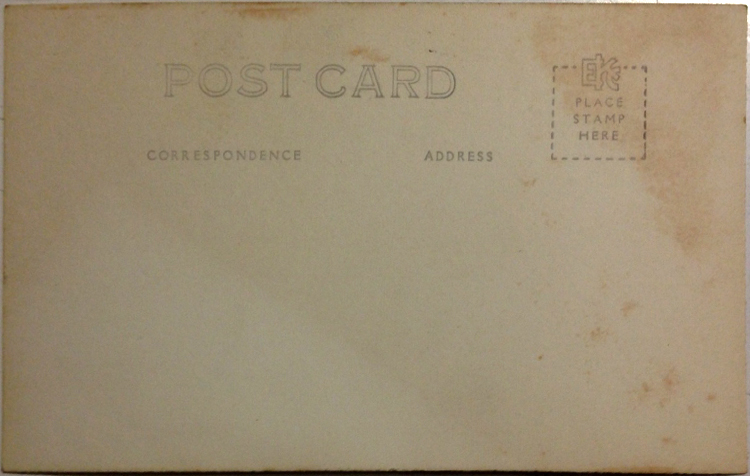 POST CARD
EKC
PLACE
STAMP
HERE
CORRESPONDENCE
ADDRESS